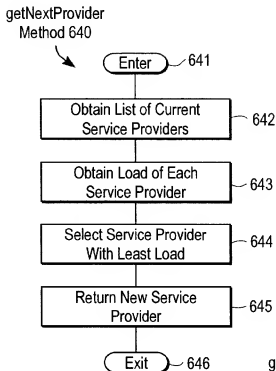 getNextProvider
Method 640
Enter 641
Obtain List of Current
Service Providers
642
Obtain Load of Each
Service Provider
643
Select Service Provider
With Least Load
644
Return New Service
Provider
645
Exit 646
g